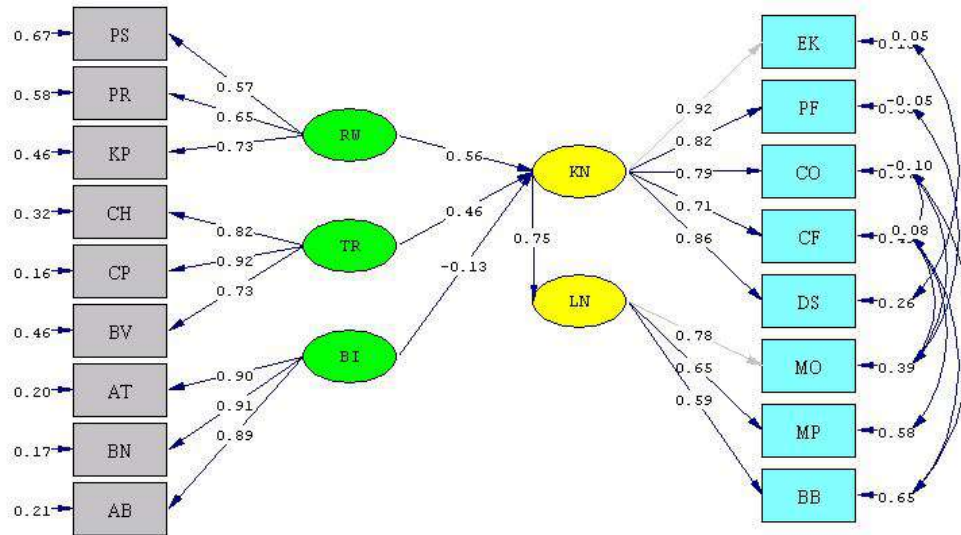 0.67
PS
0.58
PR
0.46
KP
0.32
CH
0.16
CP
0.46
BV
0.20
AT
0.17
BN
0.21
AB
0.57
0.65
0.73
0.82
0.92
0.73
0.90
0.91
0.89
RW
TR
BI
0.56
0.46
-0.13
KN
0.75
LN
0.92
0.82
0.79
0.71
0.86
0.78
0.65
0.59
EK
0.05
PF
-0.05
CO
-0.10
CF
0.08
DS
0.26
MO
0.39
MP
0.58
BB
0.65